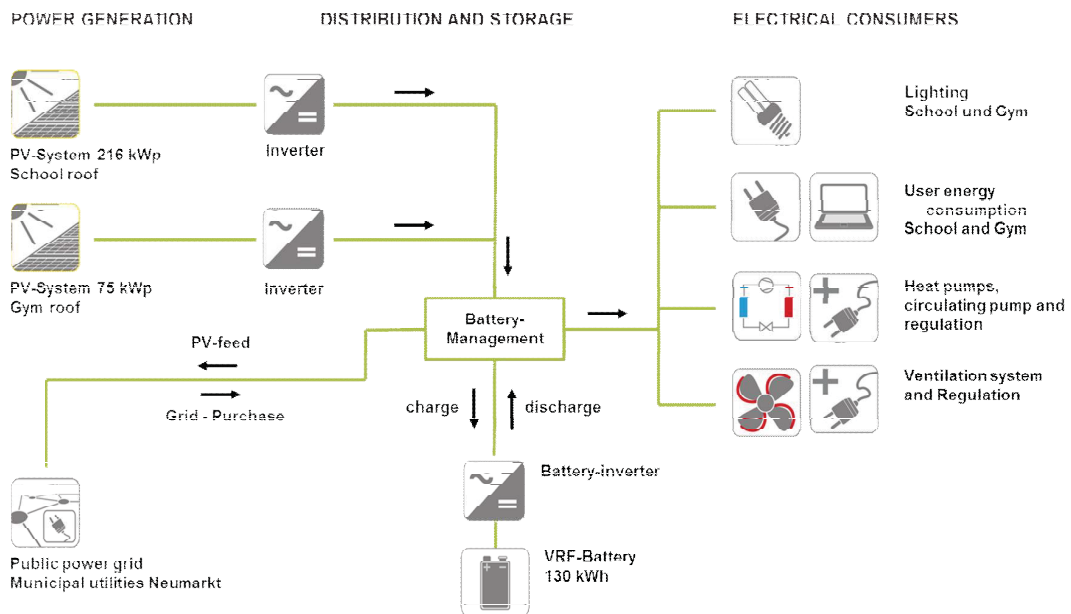 POWER GENERATION
DISTRIBUTION AND STORAGE
ELECTRICAL CONSUMERS
PV-System 216 kWp
School roof
Inverter
Lighting
School und Gym
PV-System 75 kWp
Gym roof
Inverter
User energy
consumption
School and Gym
Battery-
Management
Heat pumps,
circulating pump and
regulation
PV-feed
Grid - Purchase
charge
discharge
Ventilation system
and Regulation
Battery-inverter
Public power grid
Municipal utilities Neumarkt
VRF-Battery
130 kWh